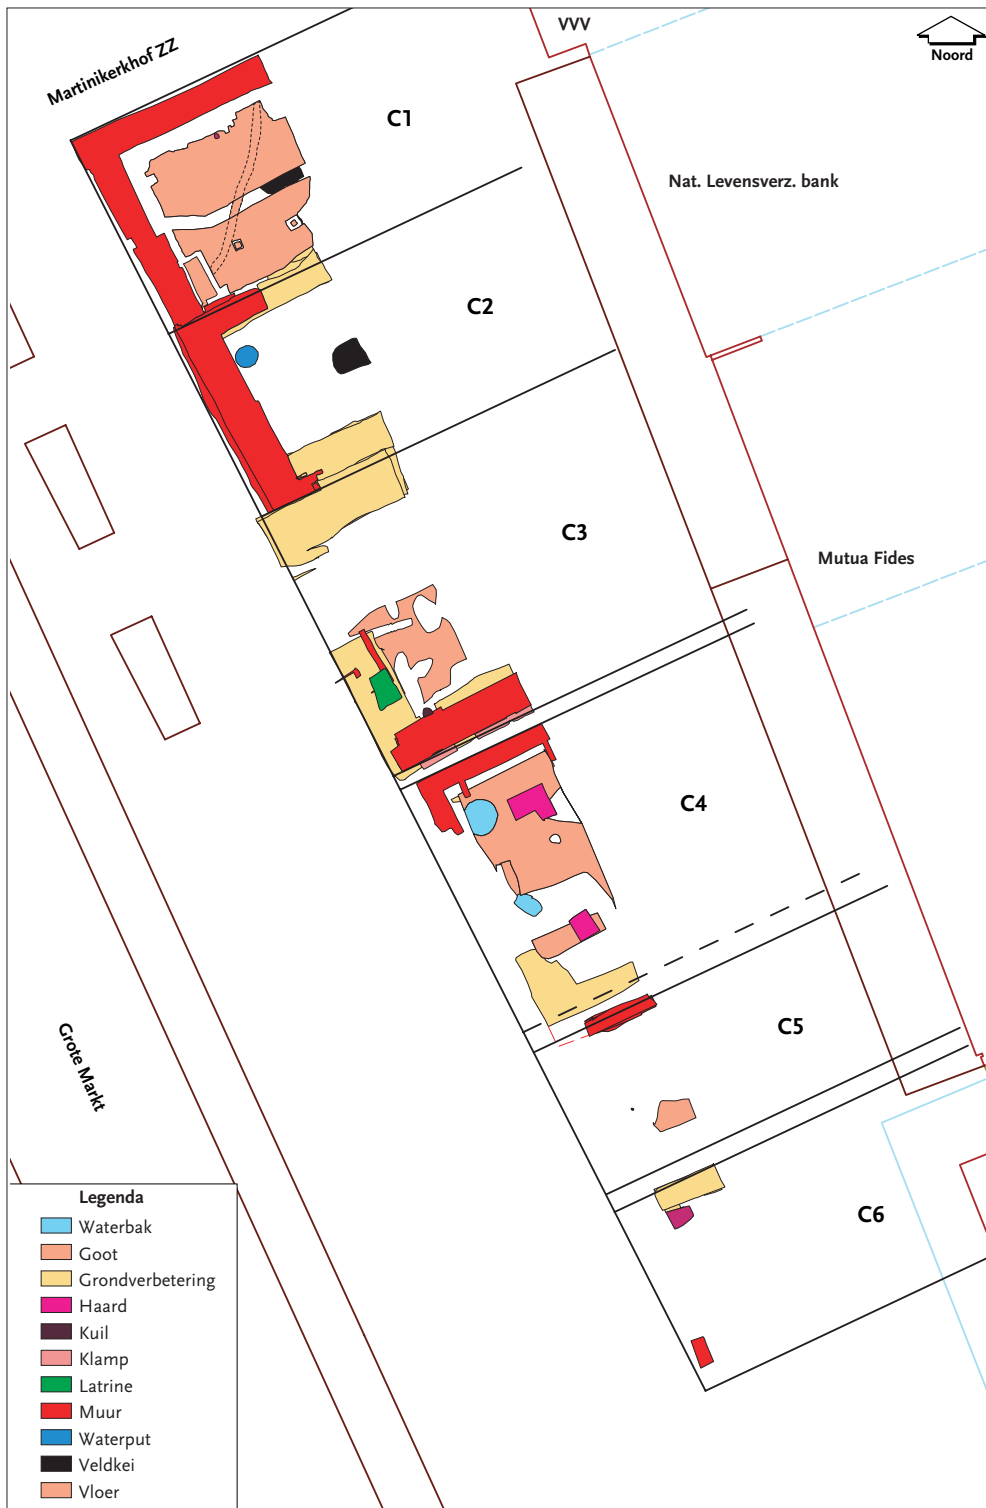 VVV
Noord
Martinikerkhof ZZ
C1
Nat. Levensverz. bank
C2
C3
Mutua Fides
C4
C5
Grote Markt
C6
Legenda
Waterbak
Goot
Grondverbetering
Haard
Kuil
Klamp
Latrine
Muur
Waterput
Veldkei
Vloer